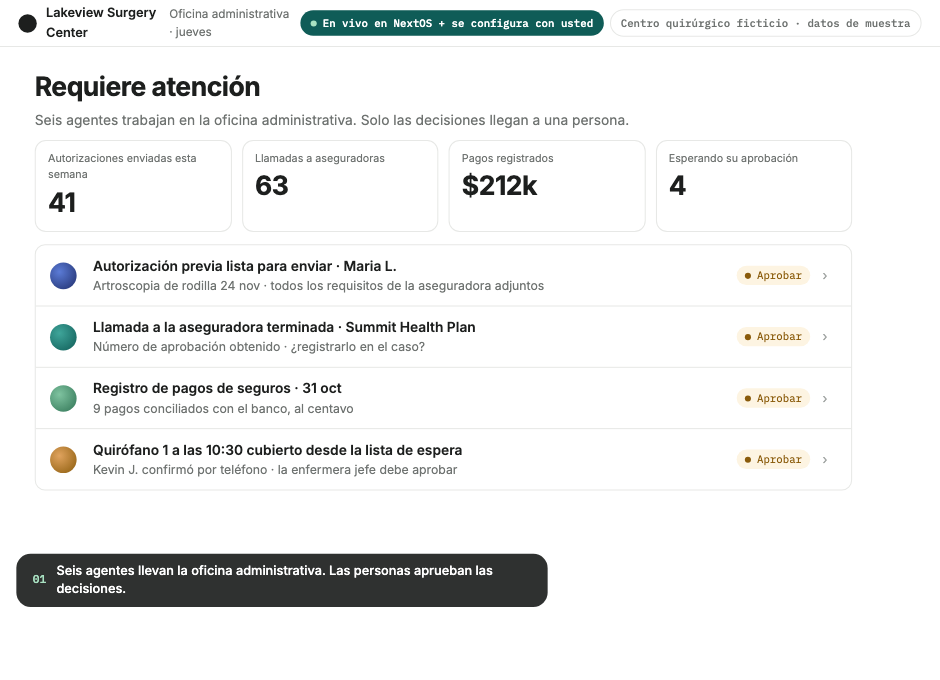 Lakeview Surgery
Center
Oficina administrativa
· jueves
En vivo en NextOS + se configura con usted
Centro quirúrgico ficticio · datos de muestra
Requiere atención
Seis agentes trabajan en la oficina administrativa. Solo las decisiones llegan a una persona.
Autorizaciones enviadas esta
semana
41
Llamadas a aseguradoras
63
Pagos registrados
$212k
Esperando su aprobación
4
Autorización previa lista para enviar · Maria L.
Artroscopia de rodilla 24 nov · todos los requisitos de la aseguradora adjuntos
Aprobar
Llamada a la aseguradora terminada · Summit Health Plan
Número de aprobación obtenido · ¿registrarlo en el caso?
Aprobar
Registro de pagos de seguros · 31 oct
9 pagos conciliados con el banco, al centavo
Aprobar
Quirófano 1 a las 10:30 cubierto desde la lista de espera
Kevin J. confirmó por teléfono · la enfermera jefe debe aprobar
Aprobar
01
Seis agentes llevan la oficina administrativa. Las personas aprueban las
decisiones.